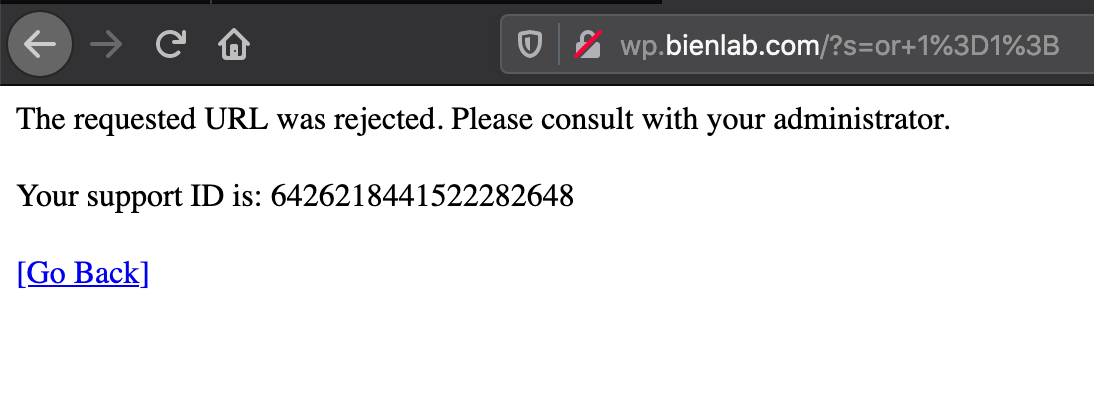 wp.bienlab.com/?s=or+1%3D1%3B
The requested URL was rejected. Please consult with your administrator.
Your support ID is: 6426218441522282648
[Go Back]